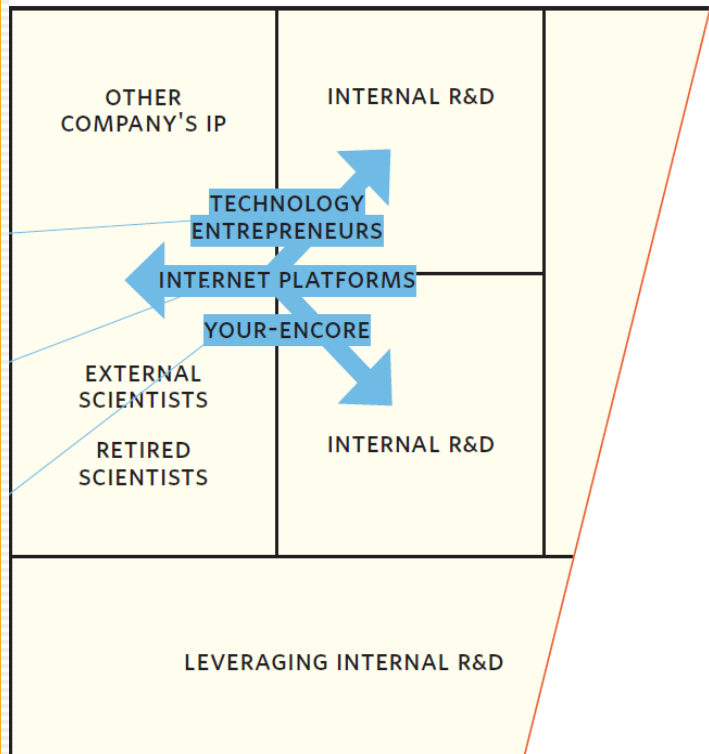 OTHER
COMPANY'S IP
INTERNAL R&D
TECHNOLOGY
ENTREPRENEURS
INTERNET PLATFORMS
YOUR-ENCORE
EXTERNAL
SCIENTISTS
RETIRED
SCIENTISTS
INTERNAL R&D
LEVERAGING INTERNAL R&D